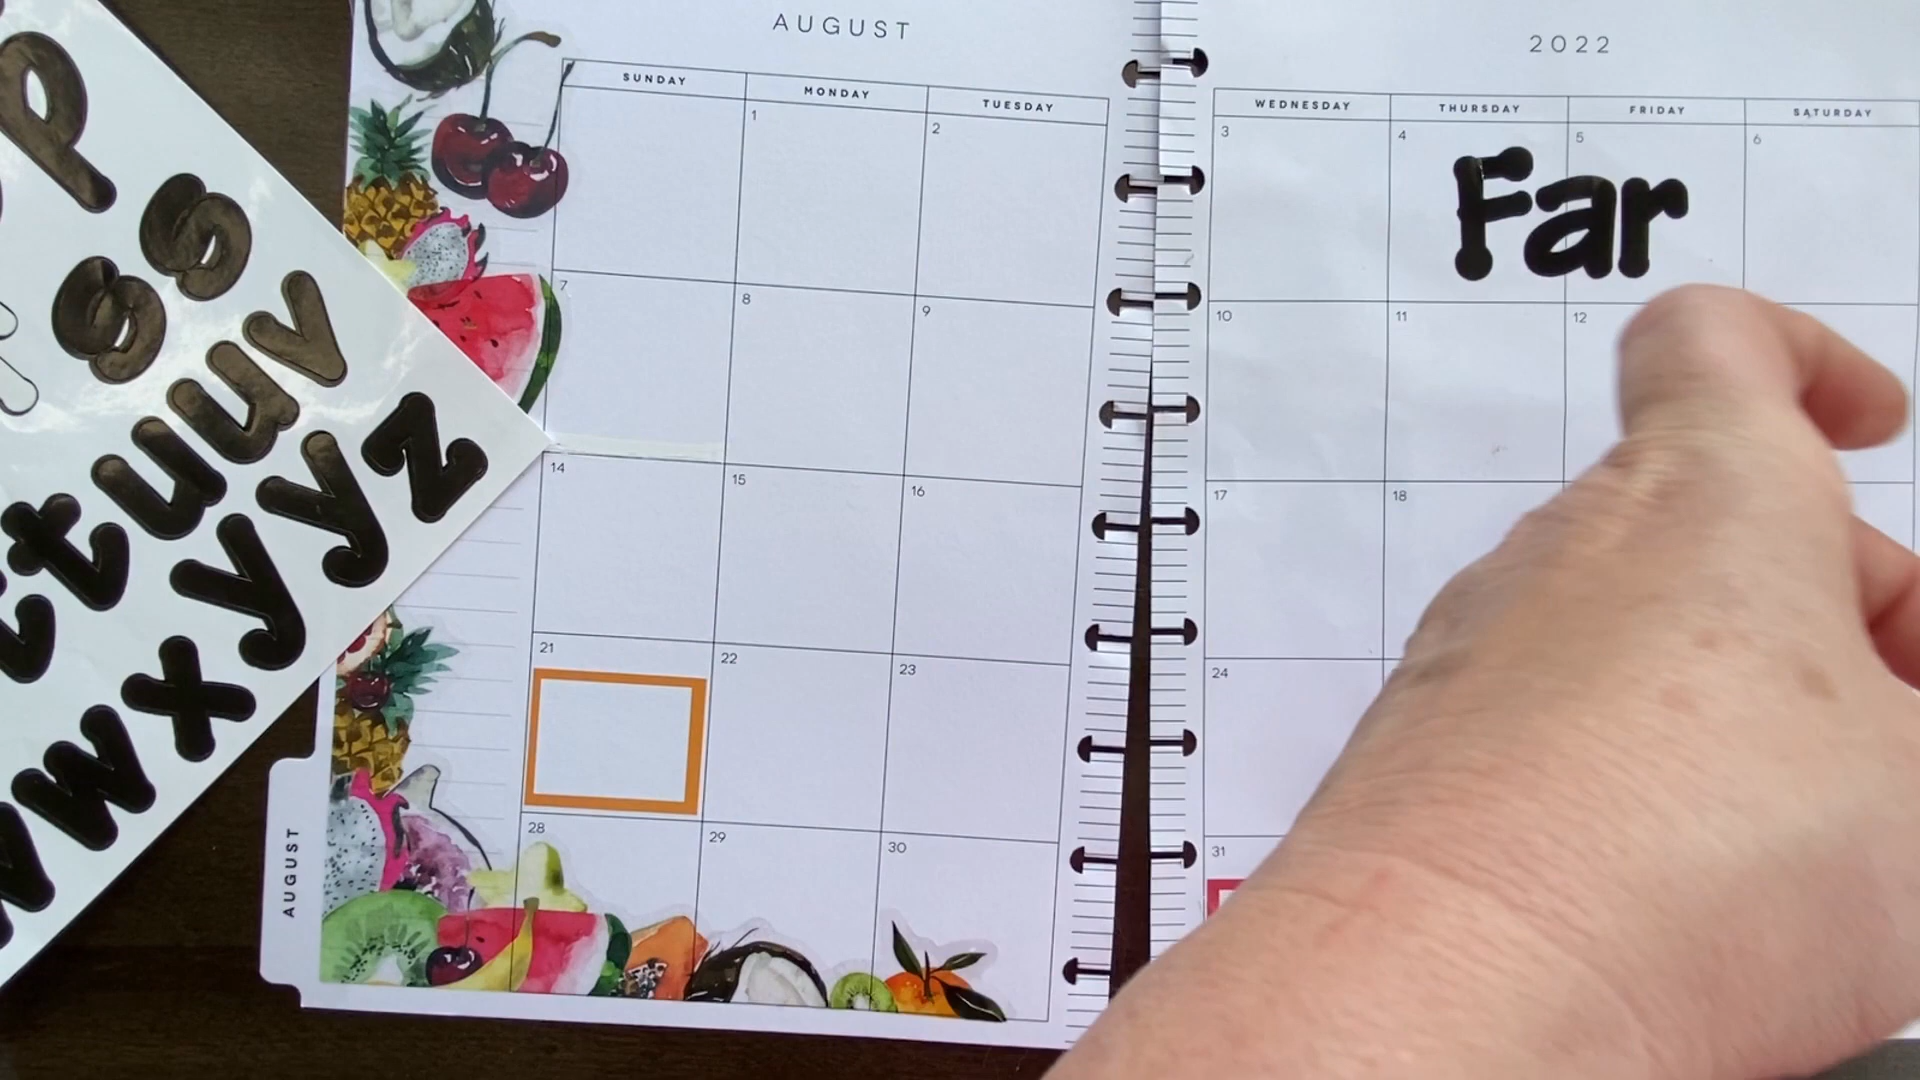 AUGUST
2022
SUNDAY MONDAY TUESDAY
WEDNESDAY THURSDAY FRIDAY SATURDAY
1 2
3 4 5 6
Far
7 8 9
10 11 12
14 15 16
17 18
21 22 23
24
28 29 30
31
AUGUST
p
s s
t u u v
t y y z
w x